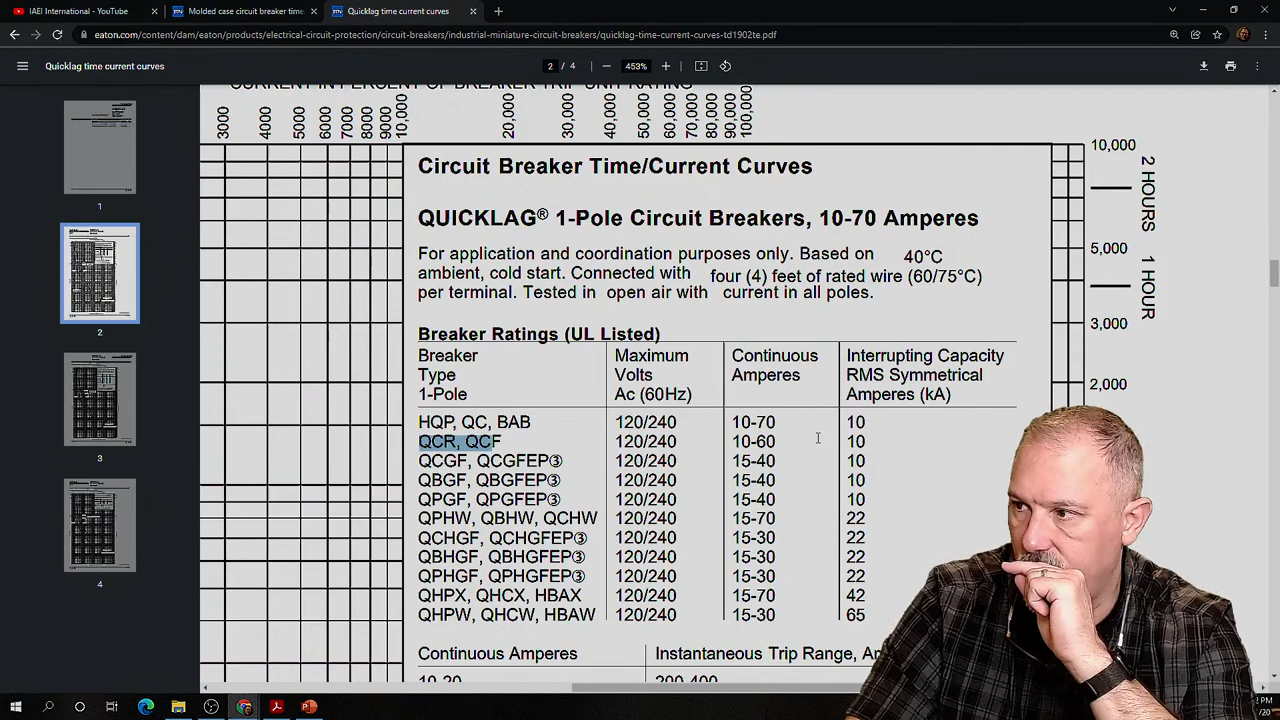 IAEI International - YouTube
Molded case circuit breaker time
Quicklag time current curves
eaton.com/content/dam/eaton/products/electrical-circuit-protection/circuit-breakers/industrial-miniature-circuit-breakers/quicklag-time-current-curves-td1902te.pdf
Quicklag time current curves
2 / 4
453%
1
2
3
4
CURRENT IN PERCENT OF BREAKER TRIP UNIT RATING
3000
4000
5000
6000
7000
8000
9000
10,000
20,000
30,000
40,000
50,000
60,000
70,000
80,000
90,000
100,000
Circuit Breaker Time/Current Curves
QUICKLAG® 1-Pole Circuit Breakers, 10-70 Amperes
For application and coordination purposes only. Based on 40°C
ambient, cold start. Connected with four (4) feet of rated wire (60/75°C)
per terminal. Tested in open air with current in all poles.
Breaker Ratings (UL Listed)
Breaker Type 1-Pole
Maximum Volts Ac (60Hz)
Continuous Amperes
Interrupting Capacity RMS Symmetrical Amperes (kA)
HQP, QC, BAB 120/240 10-70 10
QCR, QCF 120/240 10-60 10
QCGF, QCGFEP③ 120/240 15-40 10
QBGF, QBGFEP③ 120/240 15-40 10
QPGF, QPGFEP③ 120/240 15-40 10
QPHW, QBHW, QCHW 120/240 15-70 22
QCHGF, QCHGFEP③ 120/240 15-30 22
QBHGF, QBHGFEP③ 120/240 15-30 22
QPHGF, QPHGFEP③ 120/240 15-30 22
QHPX, QHCX, HBAX 120/240 15-70 42
QHPW, QHCW, HBAW 120/240 15-30 65
Continuous Amperes
Instantaneous Trip Range,
10-20 200-400
10,000
5,000
3,000
2,000
2 HOURS
1 HOUR